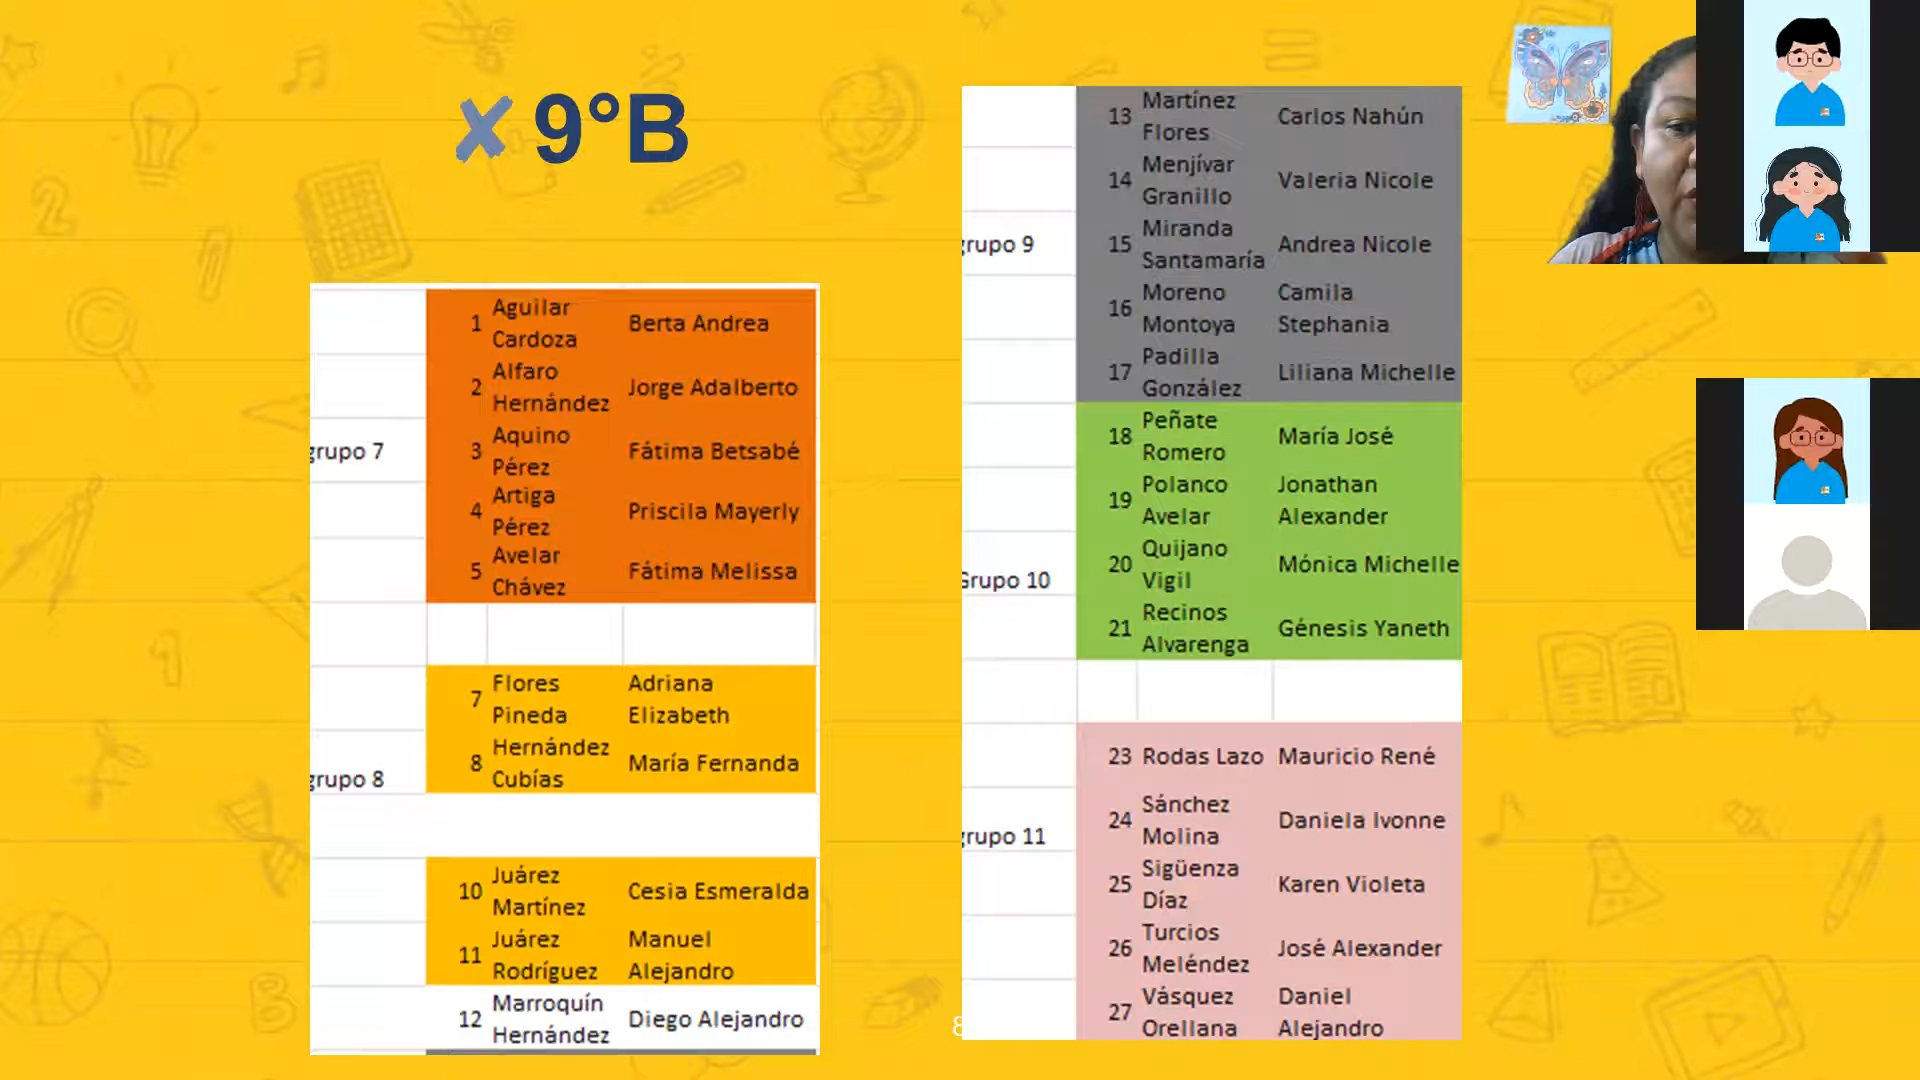 9°B
1 Aguilar Cardoza Berta Andrea
2 Alfaro Hernández Jorge Adalberto
grupo 7 3 Aquino Pérez Fátima Betsabé
4 Artiga Pérez Priscila Mayerly
5 Avelar Chávez Fátima Melissa
7 Flores Pineda Adriana Elizabeth
grupo 8 8 Hernández Cubías María Fernanda
10 Juárez Martínez Cesia Esmeralda
11 Juárez Rodríguez Manuel Alejandro
12 Marroquín Hernández Diego Alejandro
13 Martínez Flores Carlos Nahún
14 Menjívar Granillo Valeria Nicole
grupo 9 15 Miranda Santamaría Andrea Nicole
16 Moreno Montoya Camila Stephania
17 Padilla González Liliana Michelle
18 Peñate Romero María José
19 Polanco Avelar Jonathan Alexander
Grupo 10 20 Quijano Vigil Mónica Michelle
21 Recinos Alvarenga Génesis Yaneth
23 Rodas Lazo Mauricio René
grupo 11 24 Sánchez Molina Daniela Ivonne
25 Sigüenza Díaz Karen Violeta
26 Turcios Meléndez José Alexander
27 Vásquez Orellana Daniel Alejandro
8